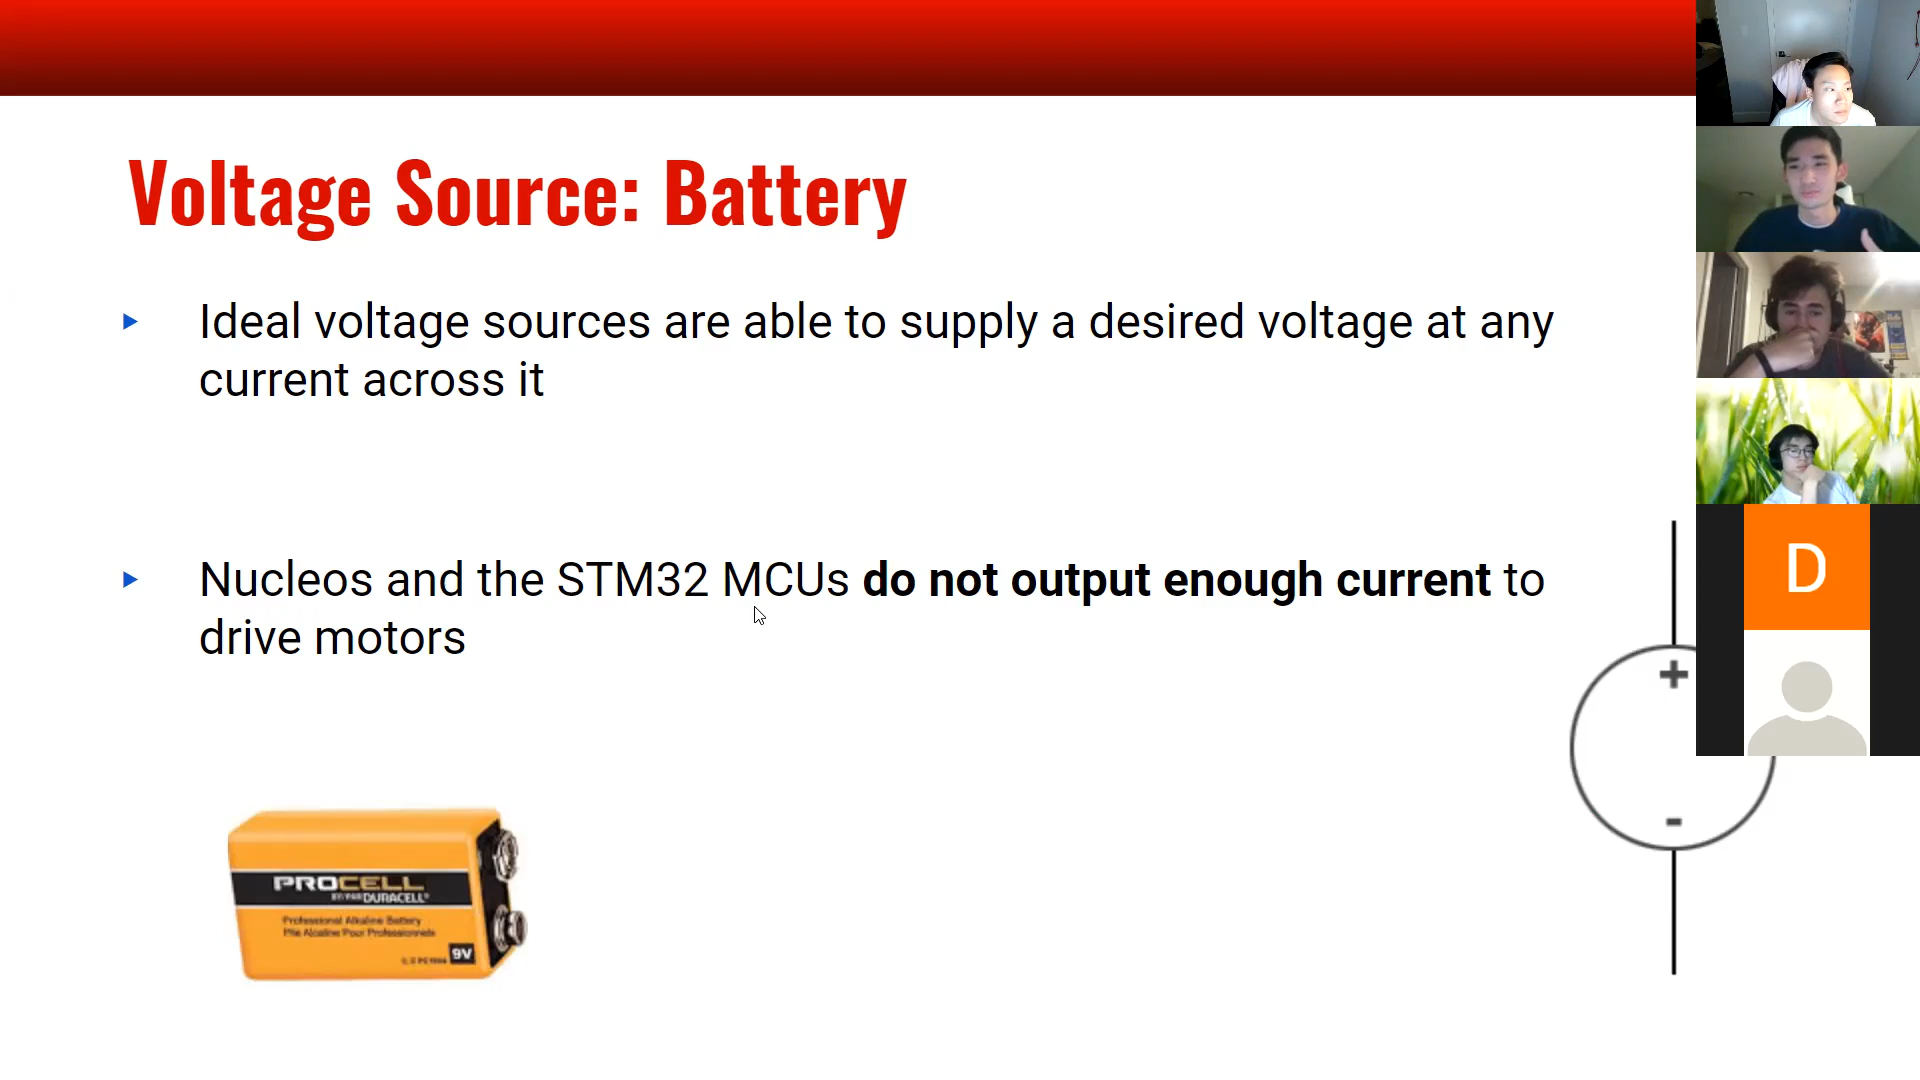 Voltage Source: Battery
Ideal voltage sources are able to supply a desired voltage at any
current across it
Nucleos and the STM32 MCUs do not output enough current to
drive motors
D
+
-
PROCELL
DURACELL
Professional Alkaline Battery
Pile Alcaline Pour Professionnels
9V